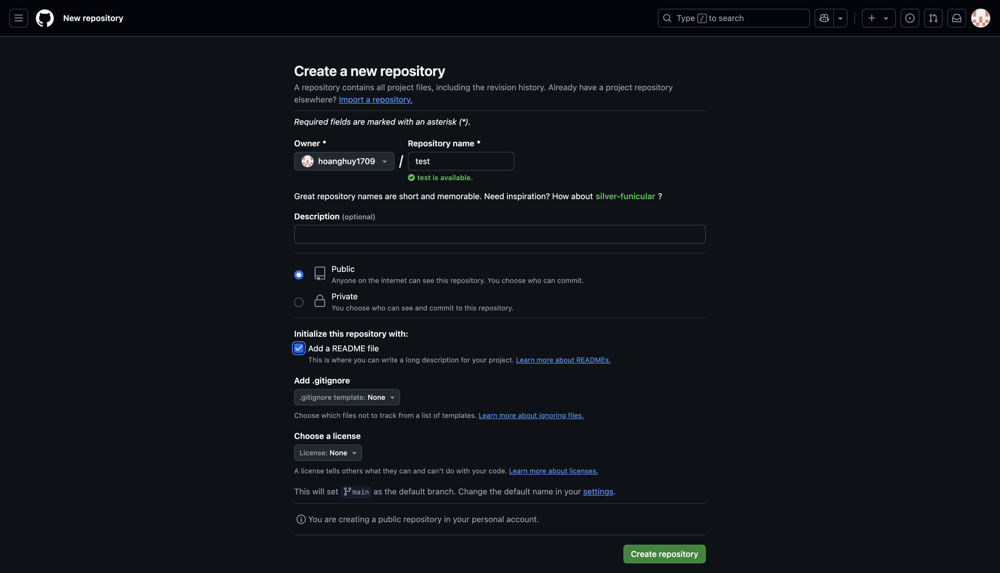 New repository
Type / to search
Create a new repository
A repository contains all project files, including the revision history. Already have a project repository
elsewhere? Import a repository.
Required fields are marked with an asterisk (*).
Owner * Repository name *
hoanghuy1709 / test
test is available.
Great repository names are short and memorable. Need inspiration? How about silver-funicular ?
Description (optional)
Public
Anyone on the internet can see this repository. You choose who can commit.
Private
You choose who can see and commit to this repository.
Initialize this repository with:
Add a README file
This is where you can write a long description for your project. Learn more about READMEs.
Add .gitignore
.gitignore template: None
Choose which files not to track from a list of templates. Learn more about ignoring files.
Choose a license
License: None
A license tells others what they can and can't do with your code. Learn more about licenses.
This will set main as the default branch. Change the default name in your settings.
You are creating a public repository in your personal account.
Create repository